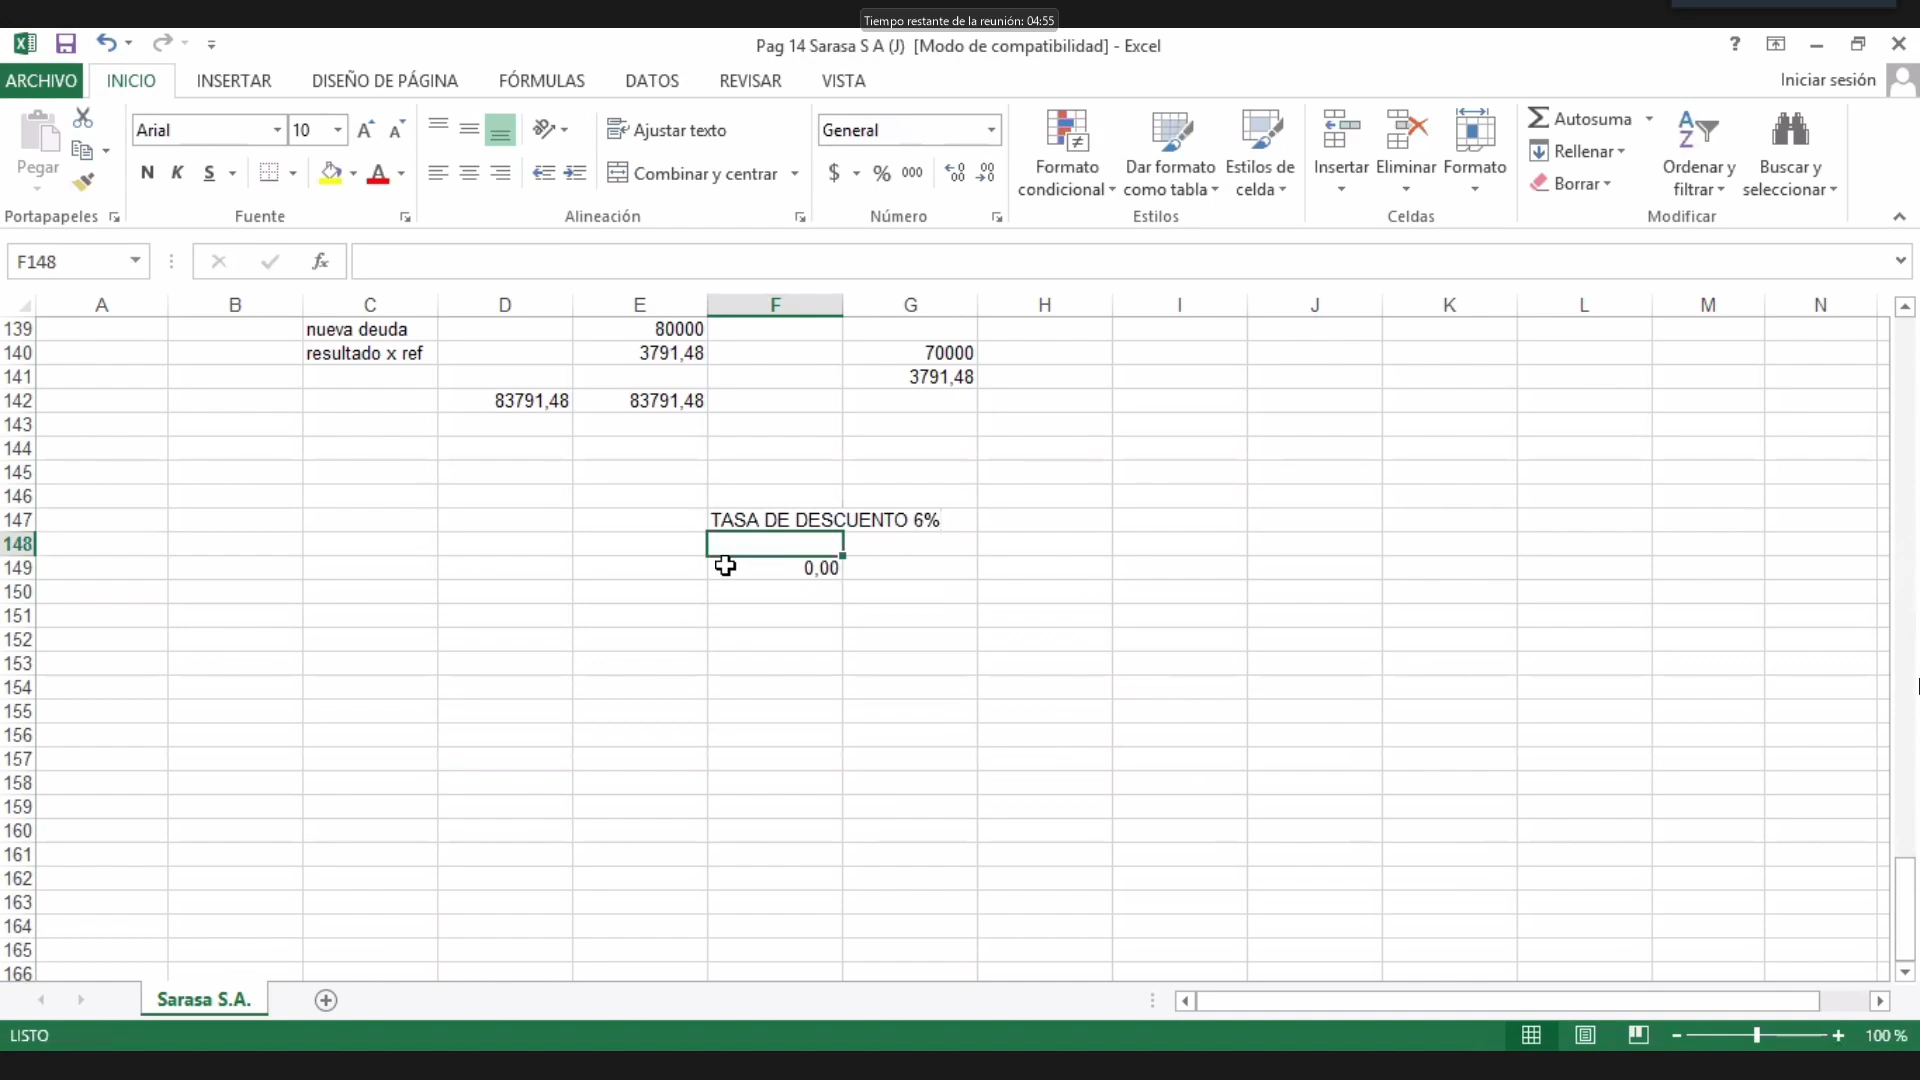 Tiempo restante de la reunión: 04:55
Pag 14 Sarasa S A (J) [Modo de compatibilidad] - Excel
ARCHIVO INICIO INSERTAR DISEÑO DE PÁGINA FÓRMULAS DATOS REVISAR VISTA Iniciar sesión
Pegar
Portapapeles
Arial 10
N K S
Fuente
Ajustar texto
Combinar y centrar
Alineación
General
$ % 000
Número
Formato condicional
Dar formato como tabla
Estilos de celda
Estilos
Insertar Eliminar Formato
Celdas
Autosuma
Rellenar
Borrar
Ordenar y filtrar
Buscar y seleccionar
Modificar
F148 fx
A B C D E F G H I J K L M N
139 nueva deuda 80000
140 resultado x ref 3791,48 70000
141 3791,48
142 83791,48 83791,48
143
144
145
146
147 TASA DE DESCUENTO 6%
148
149 0,00
150
151
152
153
154
155
156
157
158
159
160
161
162
163
164
165
166
Sarasa S.A.
LISTO 100 %